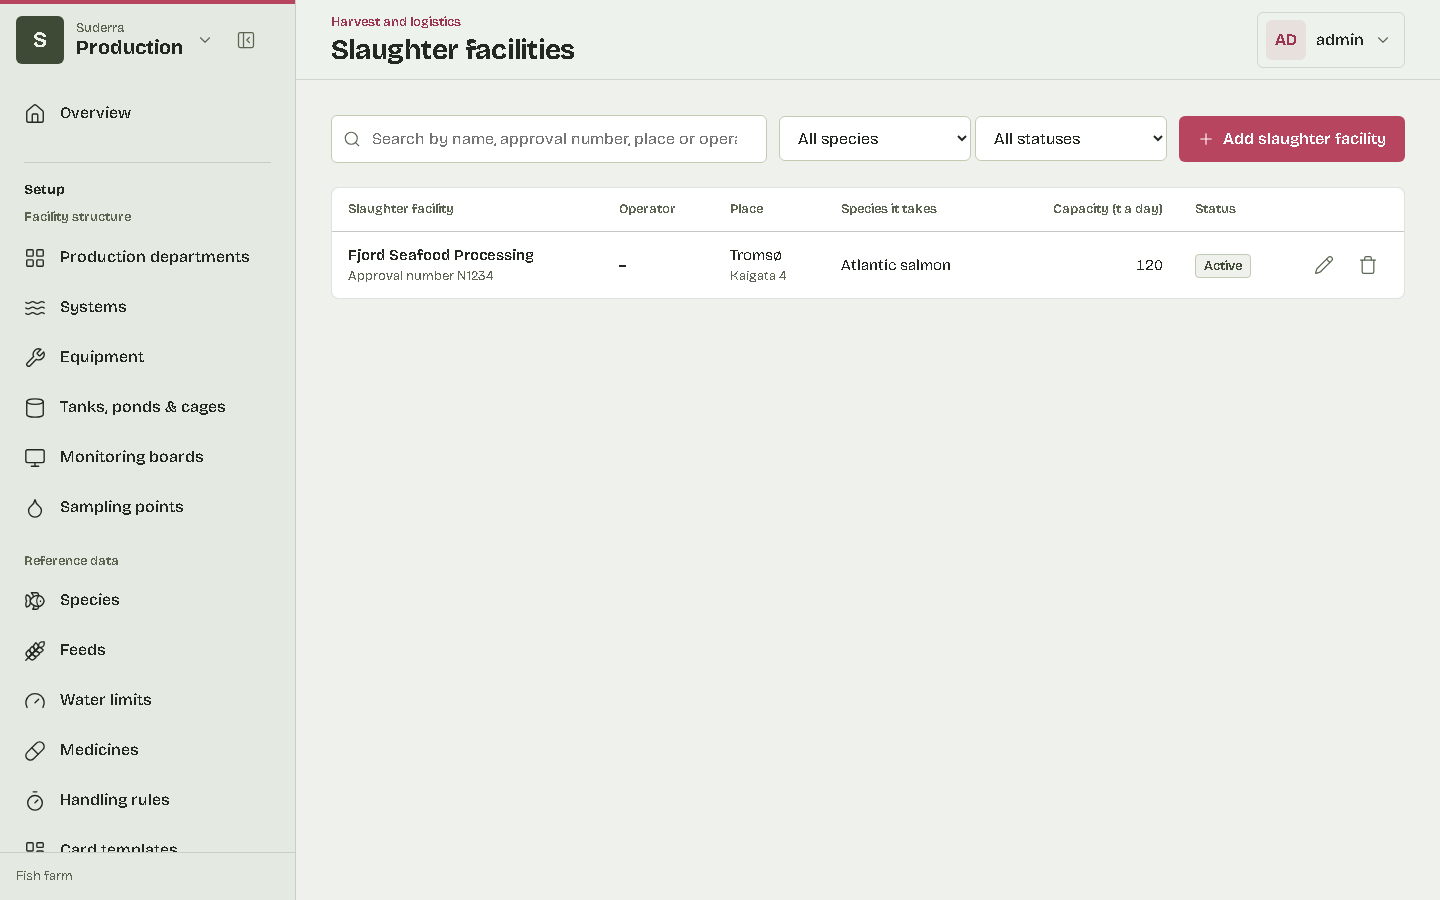 S
Suderra
Production
Harvest and logistics
Slaughter facilities
AD
admin
Overview
Setup
Facility structure
Production departments
Systems
Equipment
Tanks, ponds & cages
Monitoring boards
Sampling points
Reference data
Species
Feeds
Water limits
Medicines
Handling rules
Card templates
Fish farm
Search by name, approval number, place or opera
All species
All statuses
+ Add slaughter facility
Slaughter facility
Operator
Place
Species it takes
Capacity (t a day)
Status
Fjord Seafood Processing
Approval number N1234
–
Tromsø
Kaigata 4
Atlantic salmon
120
Active